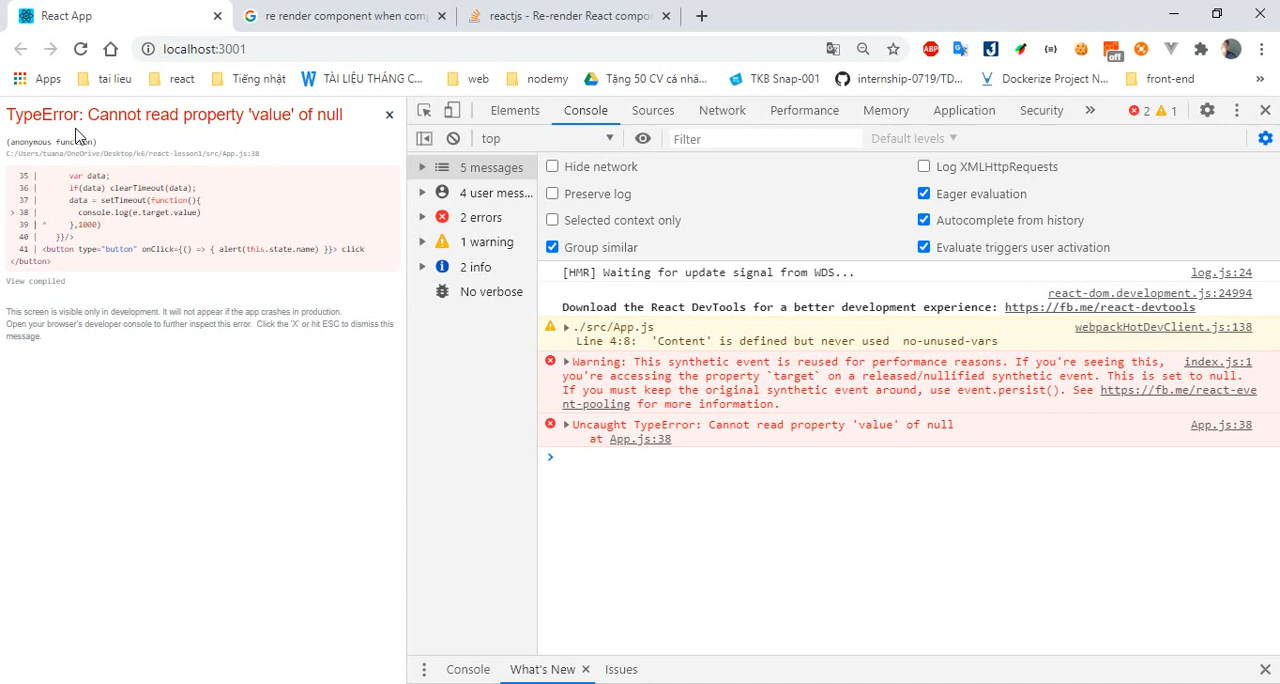 React App
re render component when com
reactjs - Re-render React compo
localhost:3001
ABP
off
Apps
tai lieu
react
Tiếng nhật
TÀI LIỆU THÁNG C...
web
nodemy
Tặng 50 CV cá nhâ...
TKB Snap-001
internship-0719/TD...
Dockerize Project N...
front-end
»
TypeError: Cannot read property 'value' of null
(anonymous function)
C:/Users/tuana/OneDrive/Desktop/k6/react-lesson1/src/App.js:38
35 | var data;
36 | if(data) clearTimeout(data);
37 | data = setTimeout(function(){
> 38 | console.log(e.target.value)
39 | ^ },1000)
40 | }}/>
41 | <button type="button" onClick={() => { alert(this.state.name) }}> click
</button>
View compiled
This screen is visible only in development. It will not appear if the app crashes in production.
Open your browser's developer console to further inspect this error. Click the 'X' or hit ESC to dismiss this
message.
Elements
Console
Sources
Network
Performance
Memory
Application
Security
»
2
1
top
Filter
Default levels
5 messages
4 user mess...
2 errors
1 warning
2 info
No verbose
Hide network
Log XMLHttpRequests
Preserve log
Eager evaluation
Selected context only
Autocomplete from history
Group similar
Evaluate triggers user activation
[HMR] Waiting for update signal from WDS...
log.js:24
react-dom.development.js:24994
Download the React DevTools for a better development experience: https://fb.me/react-devtools
./src/App.js
webpackHotDevClient.js:138
Line 4:8: 'Content' is defined but never used no-unused-vars
Warning: This synthetic event is reused for performance reasons. If you're seeing this,
index.js:1
you're accessing the property `target` on a released/nullified synthetic event. This is set to null.
If you must keep the original synthetic event around, use event.persist(). See https://fb.me/react-eve
nt-pooling for more information.
Uncaught TypeError: Cannot read property 'value' of null
App.js:38
at App.js:38
Console
What's New
Issues